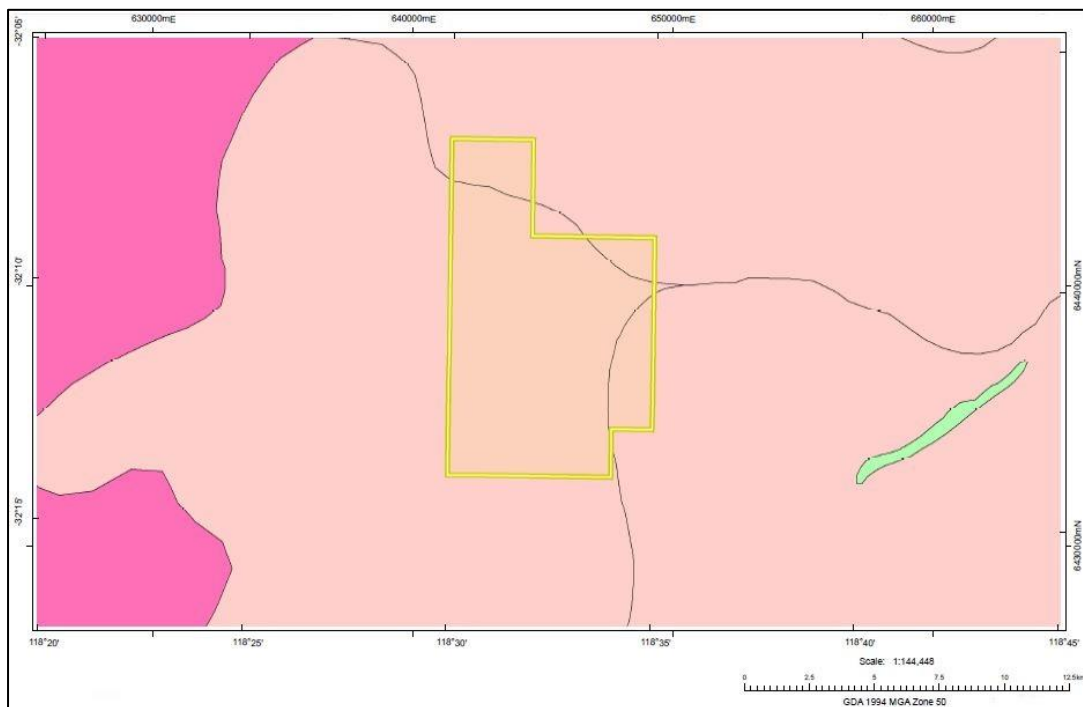 630000mE 640000mE 650000mE 660000mE
-32°05'
-32°10'
6440000mN
-32°15'
6430000mN
118°20' 118°25' 118°30' 118°35' 118°40' 118°45'
Scale: 1:144,448
0 2.5 5 7.5 10 12.5km
GDA 1994 MGA Zone 50